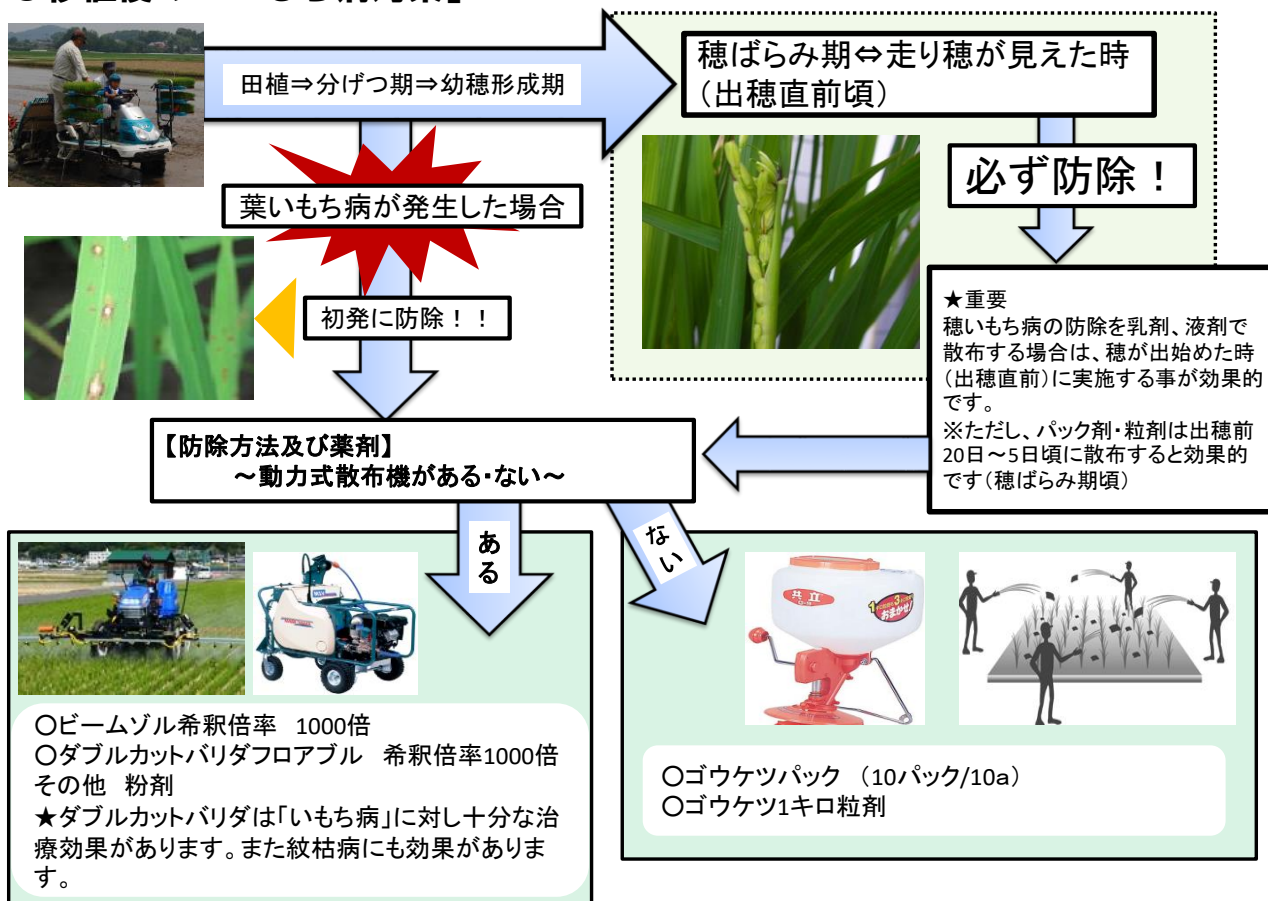 田植⇒分げつ期⇒幼穂形成期
穂ばらみ期⇔走り穂が見えた時
(出穂直前頃)
必ず防除！
葉いもち病が発生した場合
初発に防除！！
★重要
穂いもち病の防除を乳剤、液剤で
散布する場合は、穂が出始めた時
(出穂直前)に実施する事が効果的
です。
※ただし、パック剤・粒剤は出穂前
20日～5日頃に散布すると効果的
です(穂ばらみ期頃)
【防除方法及び薬剤】
～動力式散布機がある・ない～
ある
ない
共立
おまかせ!
○ビームゾル希釈倍率　1000倍
○ダブルカットバリダフロアブル　希釈倍率1000倍
その他　粉剤
★ダブルカットバリダは「いもち病」に対し十分な治
療効果があります。また紋枯病にも効果がありま
す。
○ゴウケツパック　(10パック/10a)
○ゴウケツ1キロ粒剤